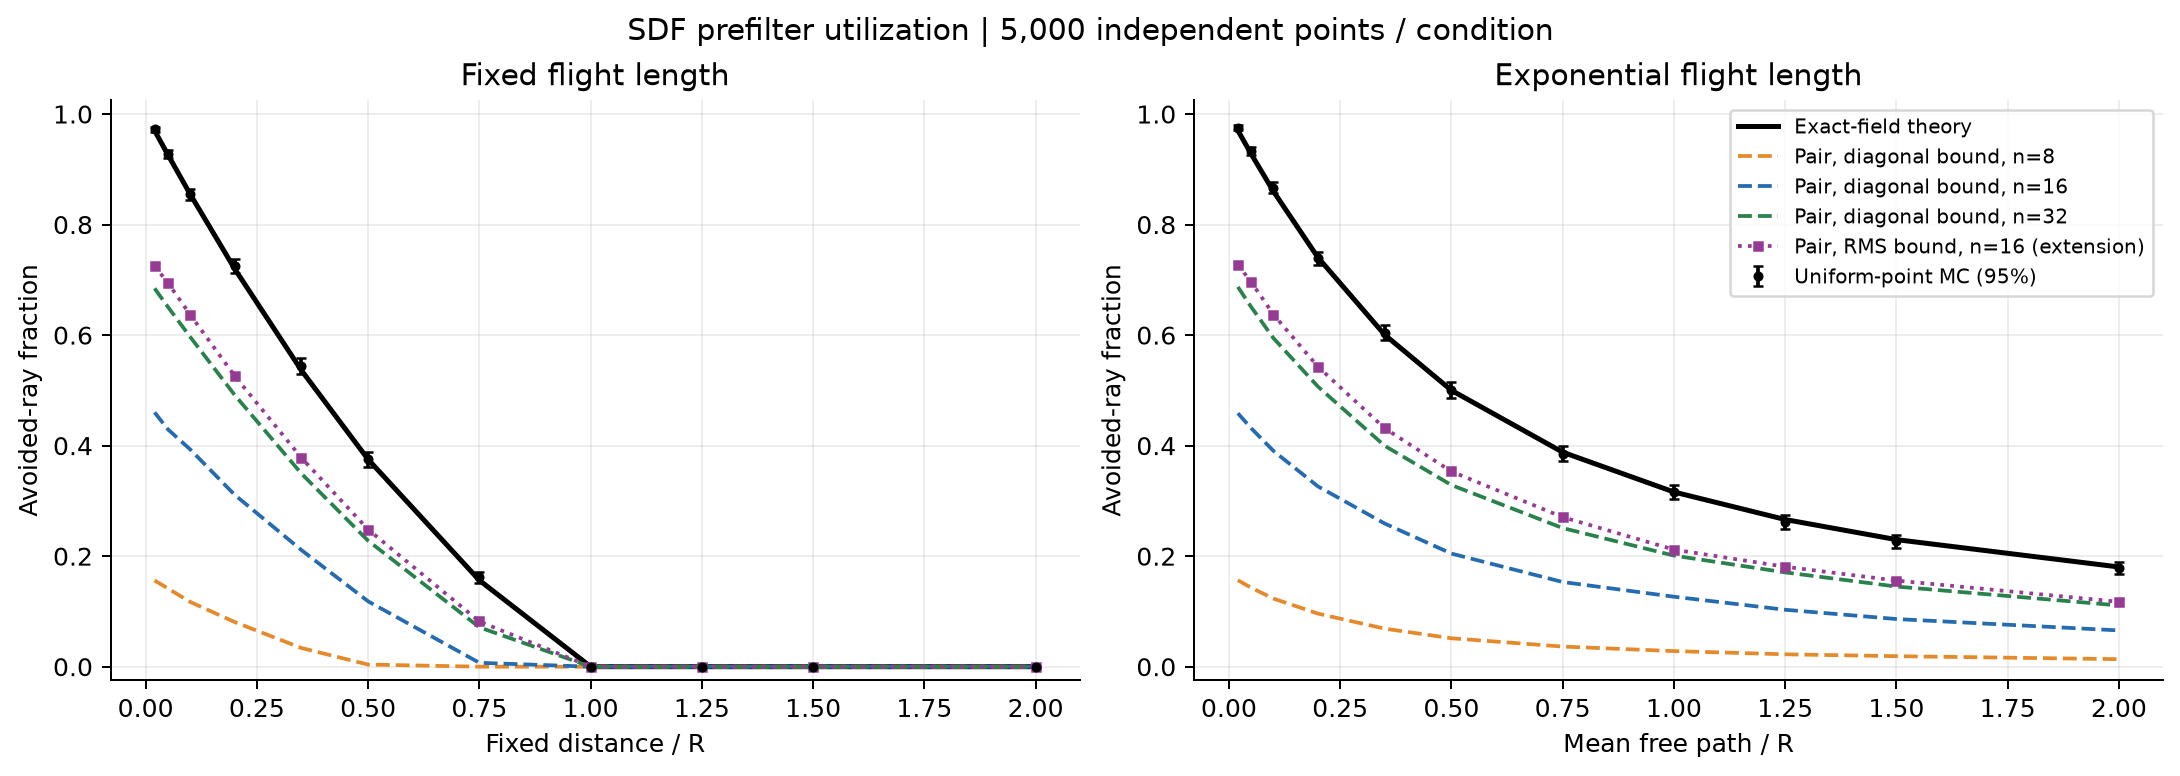 SDF prefilter utilization | 5,000 independent points / condition
Fixed flight length
Avoided-ray fraction
1.0
0.8
0.6
0.4
0.2
0.0
0.00 0.25 0.50 0.75 1.00 1.25 1.50 1.75 2.00
Fixed distance / R
Exponential flight length
Avoided-ray fraction
1.0
0.8
0.6
0.4
0.2
0.0
Exact-field theory
Pair, diagonal bound, n=8
Pair, diagonal bound, n=16
Pair, diagonal bound, n=32
Pair, RMS bound, n=16 (extension)
Uniform-point MC (95%)
0.00 0.25 0.50 0.75 1.00 1.25 1.50 1.75 2.00
Mean free path / R